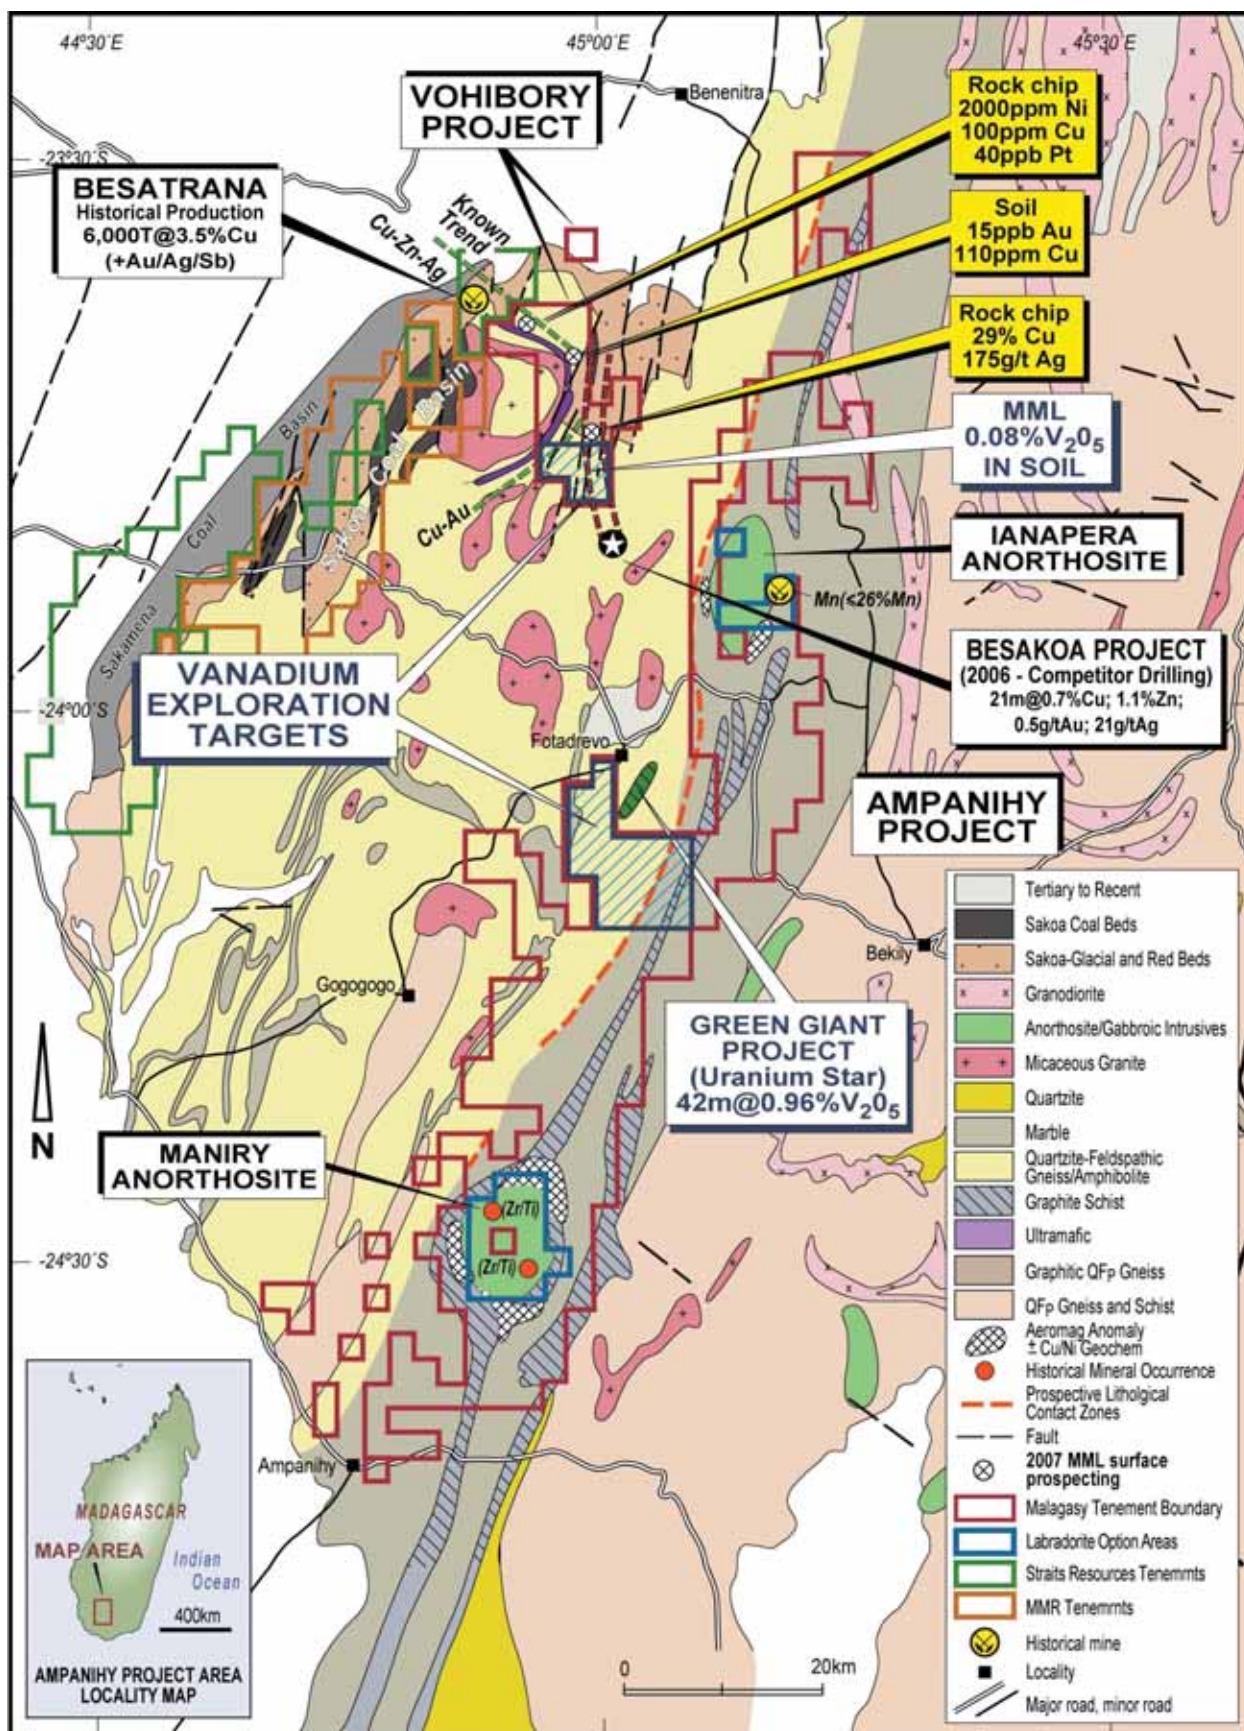 44°30´E
45°00´E
45°30´E
-23°30´S
-24°00´S
-24°30´S
VOHIBORY
PROJECT
Benenitra
Rock chip
2000ppm Ni
100ppm Cu
40ppb Pt
BESATRANA
Historical Production
6,000T@3.5%Cu
(+Au/Ag/Sb)
Known
Trend
Cu-Zn-Ag
Soil
15ppb Au
110ppm Cu
Rock chip
29% Cu
175g/t Ag
MML
0.08%V₂0₅
IN SOIL
Coal
Basin
Sakamena
Sakoa Coal Basin
Cu-Au
IANAPERA
ANORTHOSITE
Mn(≤26%Mn)
VANADIUM
EXPLORATION
TARGETS
BESAKOA PROJECT
(2006 - Competitor Drilling)
21m@0.7%Cu; 1.1%Zn;
0.5g/tAu; 21g/tAg
Fotadrevo
AMPANIHY
PROJECT
Bekily
Gogogogo
GREEN GIANT
PROJECT
(Uranium Star)
42m@0.96%V₂0₅
N
MANIRY
ANORTHOSITE
(Zr/Ti)
(Zr/Ti)
Ampanihy
Tertiary to Recent
Sakoa Coal Beds
Sakoa-Glacial and Red Beds
Granodiorite
Anorthosite/Gabbroic Intrusives
Micaceous Granite
Quartzite
Marble
Quartzite-Feldspathic
Gneiss/Amphibolite
Graphite Schist
Ultramafic
Graphitic QFp Gneiss
QFp Gneiss and Schist
Aeromag Anomaly
± Cu/Ni Geochem
Historical Mineral Occurrence
Prospective Lithological
Contact Zones
Fault
2007 MML surface
prospecting
Malagasy Tenement Boundary
Labradorite Option Areas
Straits Resources Tenemrnts
MMR Tenemrnts
Historical mine
Locality
Major road, minor road
MADAGASCAR
MAP AREA
Indian
Ocean
400km
AMPANIHY PROJECT AREA
LOCALITY MAP
0
20km